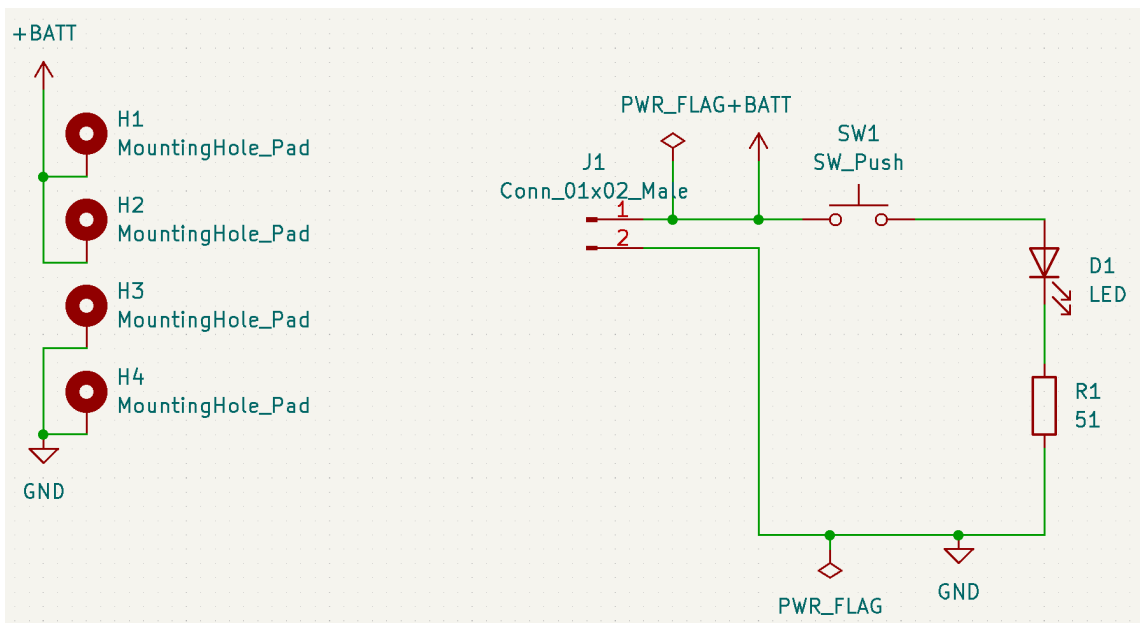 +BATT
H1
MountingHole_Pad
H2
MountingHole_Pad
H3
MountingHole_Pad
H4
MountingHole_Pad
GND
PWR_FLAG+BATT
J1
Conn_01x02_Male
1
2
SW1
SW_Push
D1
LED
R1
51
PWR_FLAG
GND